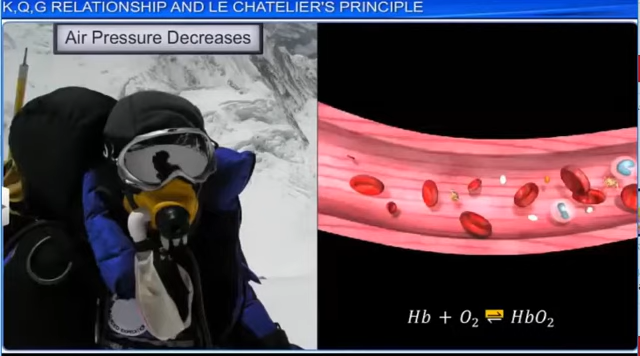 K,Q,G RELATIONSHIP AND LE CHATELIER'S PRINCIPLE
Air Pressure Decreases
Hb + O₂ ⇌ HbO₂